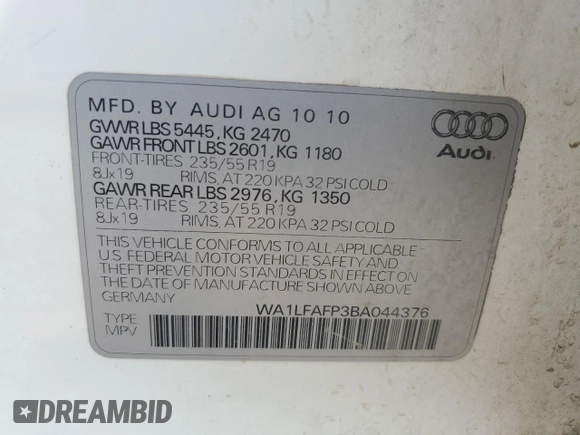 MFD. BY AUDI AG 10 10
GVWR LBS 5445, KG 2470
GAWR FRONT LBS 2601, KG 1180
FRONT-TIRES 235/55 R19
8Jx19 RIMS, AT 220 KPA 32 PSI COLD
GAWR REAR LBS 2976, KG 1350
REAR-TIRES 235/55 R19
8Jx19 RIMS, AT 220 KPA 32 PSI COLD
THIS VEHICLE CONFORMS TO ALL APPLICABLE
U.S. FEDERAL MOTOR VEHICLE SAFETY AND
THEFT PREVENTION STANDARDS IN EFFECT ON
THE DATE OF MANUFACTURE SHOWN ABOVE.
GERMANY
WA1LFAFP3BA044376
TYPE
MPV
Audi
DREAMBID